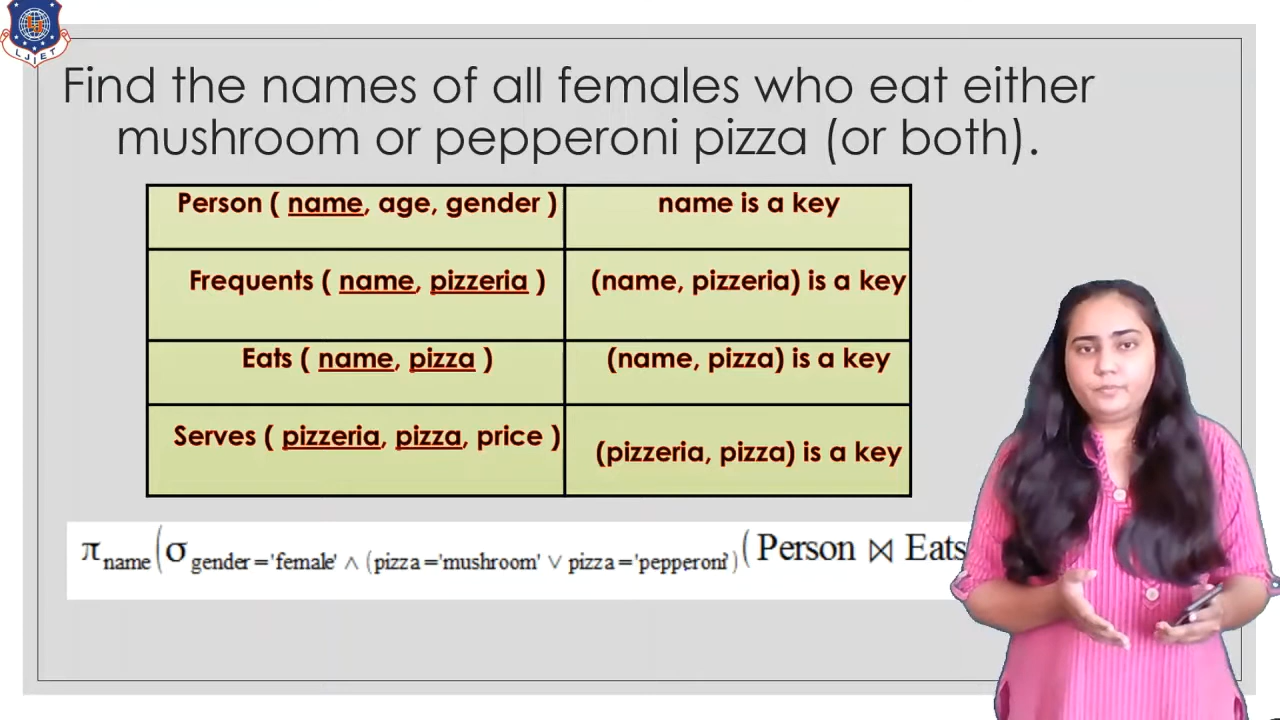 LJIET
Find the names of all females who eat either
mushroom or pepperoni pizza (or both).
Person ( name, age, gender ) name is a key
Frequents ( name, pizzeria ) (name, pizzeria) is a key
Eats ( name, pizza ) (name, pizza) is a key
Serves ( pizzeria, pizza, price ) (pizzeria, pizza) is a key
π name (σ gender='female' ∧ (pizza='mushroom' ∨ pizza='pepperoni') (Person ⋈ Eats